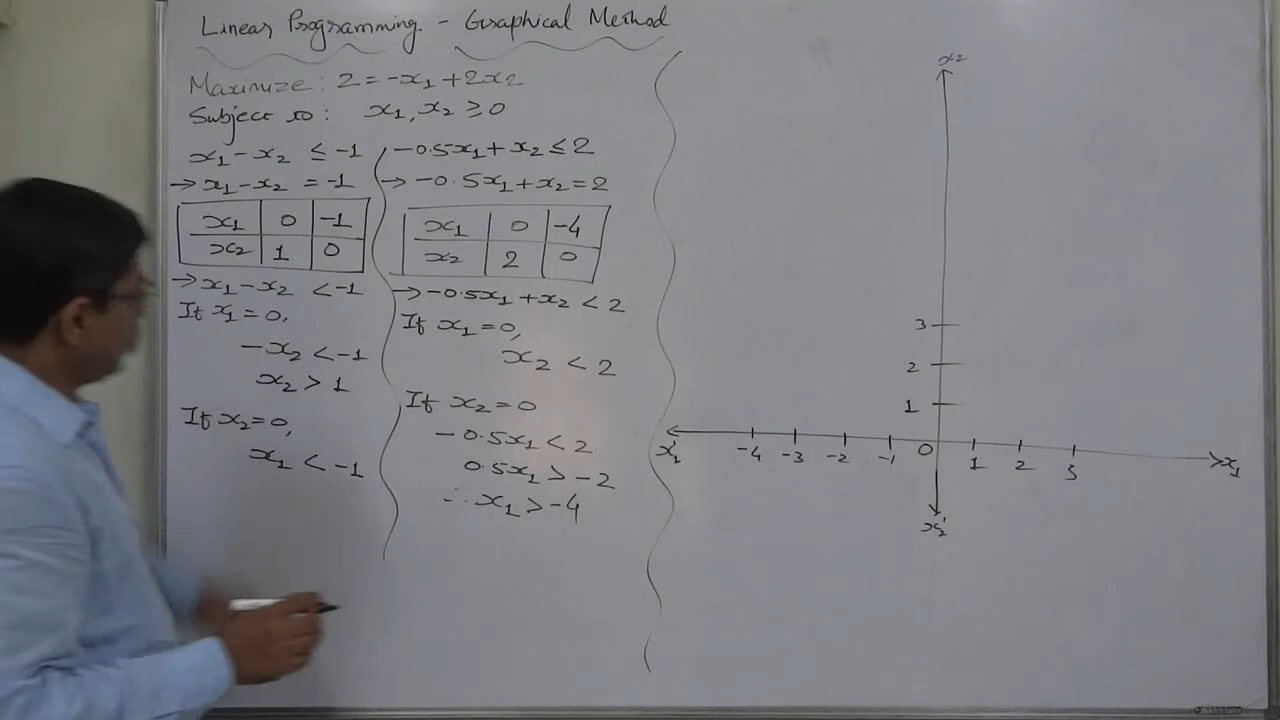 Linear Programming - Graphical Method
Maximize: Z = -x1 + 2x2
Subject to: x1, x2 ≥ 0
x1 - x2 ≤ -1
→ x1 - x2 = -1
x1 0 -1
x2 1 0
→ x1 - x2 < -1
If x1 = 0,
-x2 < -1
x2 > 1
If x2 = 0,
x1 < -1
-0.5x1 + x2 ≤ 2
→ -0.5x1 + x2 = 2
x1 0 -4
x2 2 0
→ -0.5x1 + x2 < 2
If x1 = 0,
x2 < 2
If x2 = 0
-0.5x1 < 2
0.5x1 > -2
∴ x1 > -4
x2
3
2
1
x1' -4 -3 -2 -1 0 1 2 3 x1
x2'